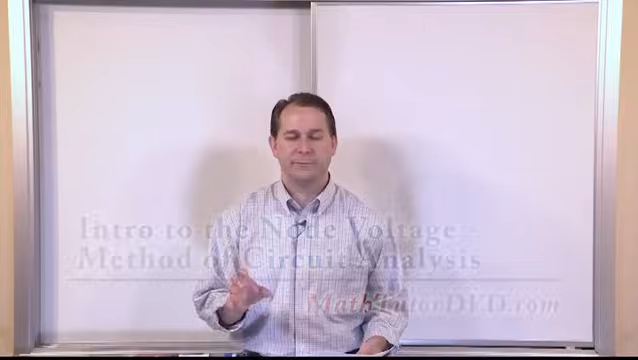 Intro to the Node Voltage
Method of Circuit Analysis
MathTutorDVD.com